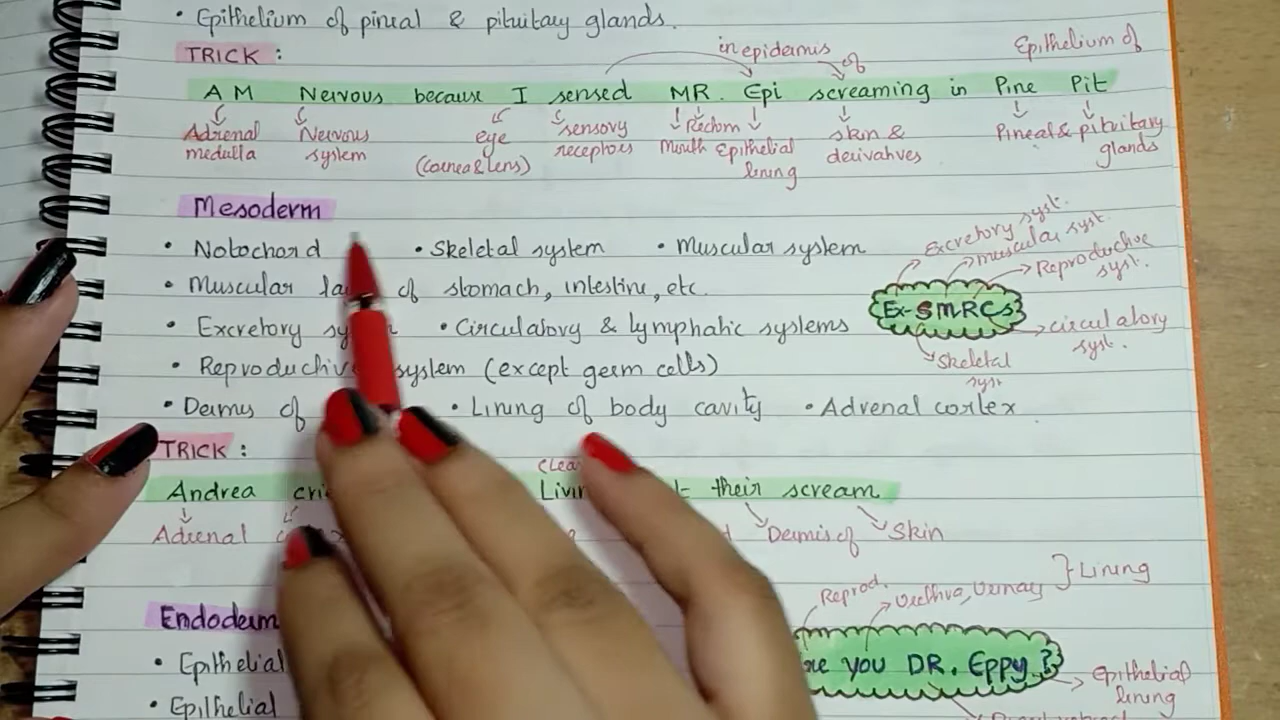 • Epithelium of pineal & pituitary glands.
TRICK :
in epidermis of
Epithelium of
A M Nervous because I sensed MR. Epi screaming in Pine Pit
Adrenal medulla
Nervous system
eye (cornea & lens)
sensory receptors
Mouth
Rectum
Epithelial lining
skin & derivatives
Pineal & pituitary glands
Mesoderm
• Notochord • Skeletal system • Muscular system
• Muscular of stomach, intestine, etc.
• Excretory • Circulatory & lymphatic systems
• Reproductive system (except germ cells)
• Dermis of • Lining of body cavity • Adrenal cortex
Excretory syst.
muscular syst.
Reproductive syst.
Ex-SMRCs
circulatory syst.
Skeletal syst
TRICK :
Andrea their scream
Adrenal
Dermis of
Skin
Endoderm
• Epithelial
• Epithelial
Reprod.
Urethra, Urinary } Lining
you DR. Eppy ?
Epithelial lining